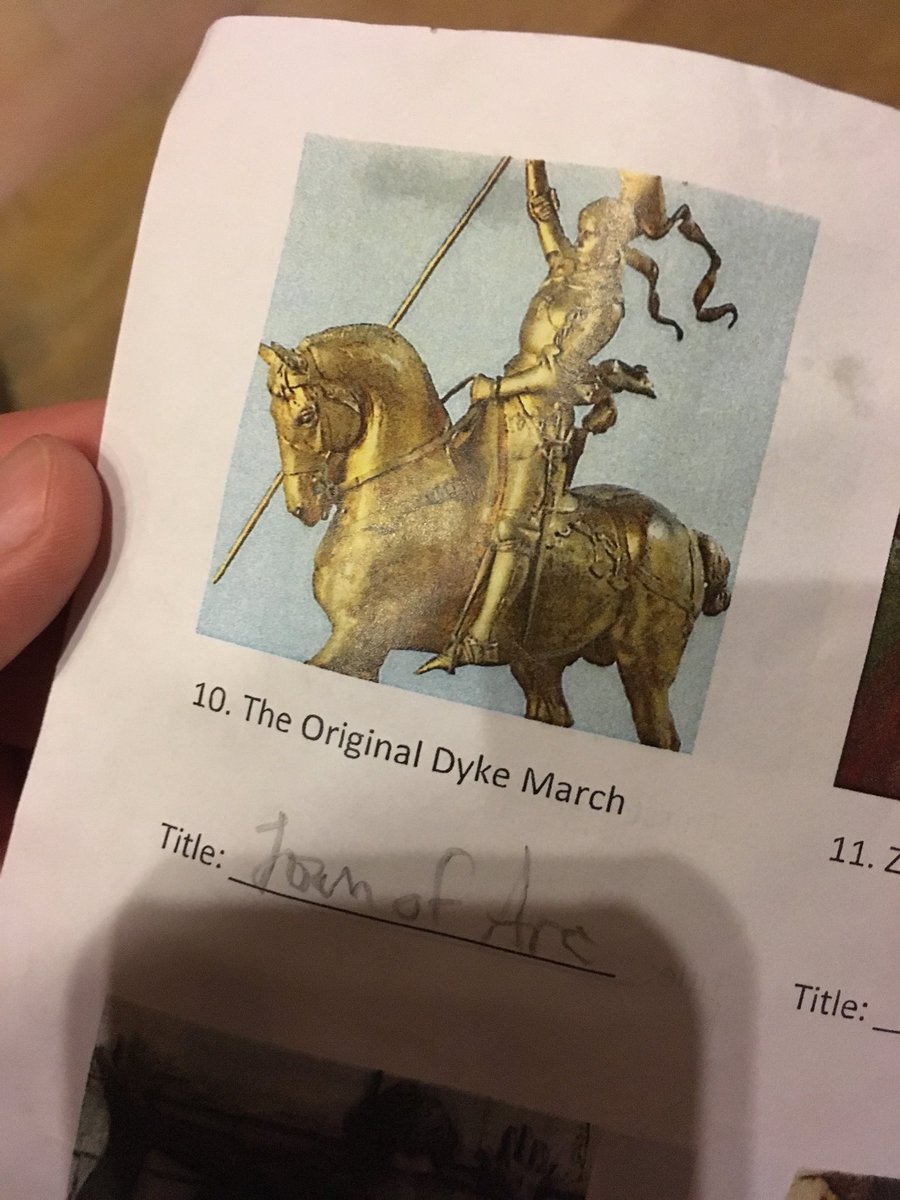 10. The Original Dyke March
Title: Joan of Arc
11. Z
Title: